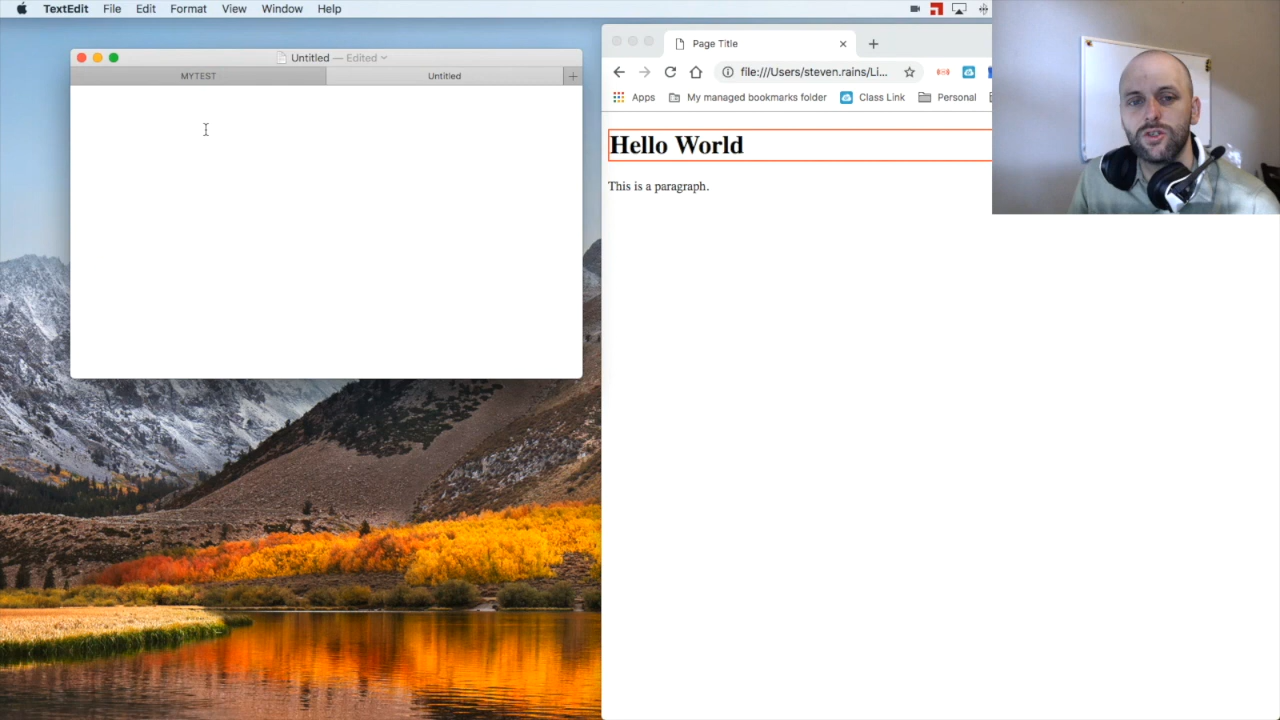 TextEdit File Edit Format View Window Help
Untitled — Edited
MYTEST Untitled
Page Title
file:///Users/steven.rains/Li...
Apps My managed bookmarks folder Class Link Personal
Hello World
This is a paragraph.